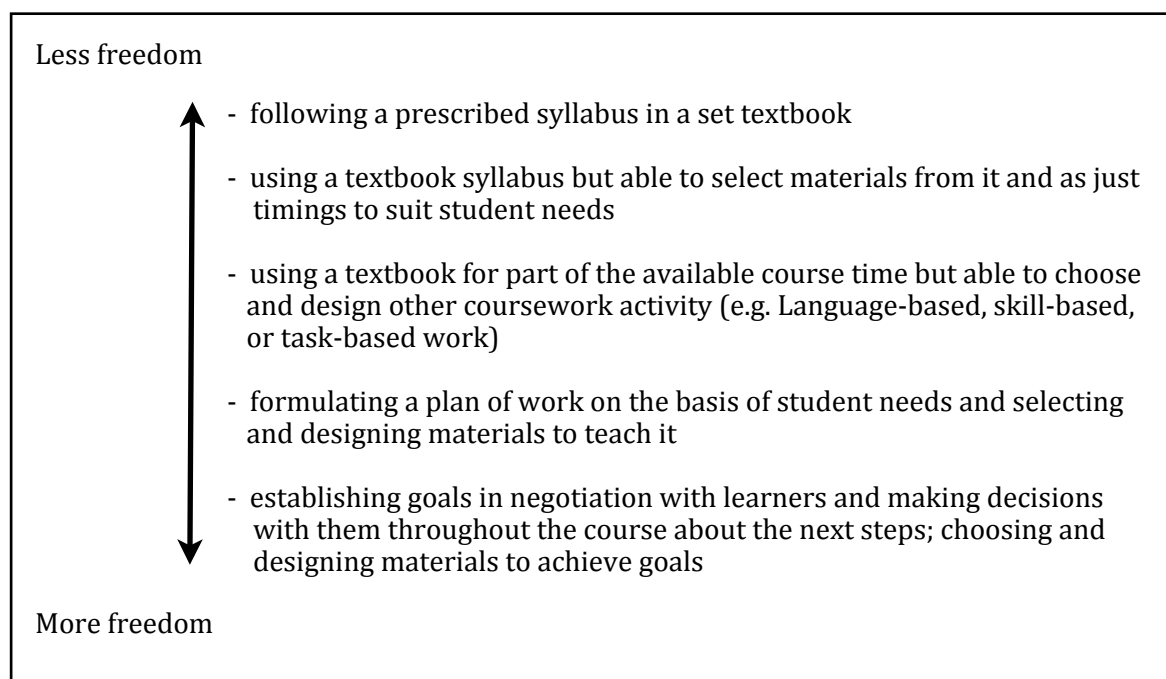 Less freedom
- following a prescribed syllabus in a set textbook
- using a textbook syllabus but able to select materials from it and as just
timings to suit student needs
- using a textbook for part of the available course time but able to choose
and design other coursework activity (e.g. Language-based, skill-based,
or task-based work)
- formulating a plan of work on the basis of student needs and selecting
and designing materials to teach it
- establishing goals in negotiation with learners and making decisions
with them throughout the course about the next steps; choosing and
designing materials to achieve goals
More freedom